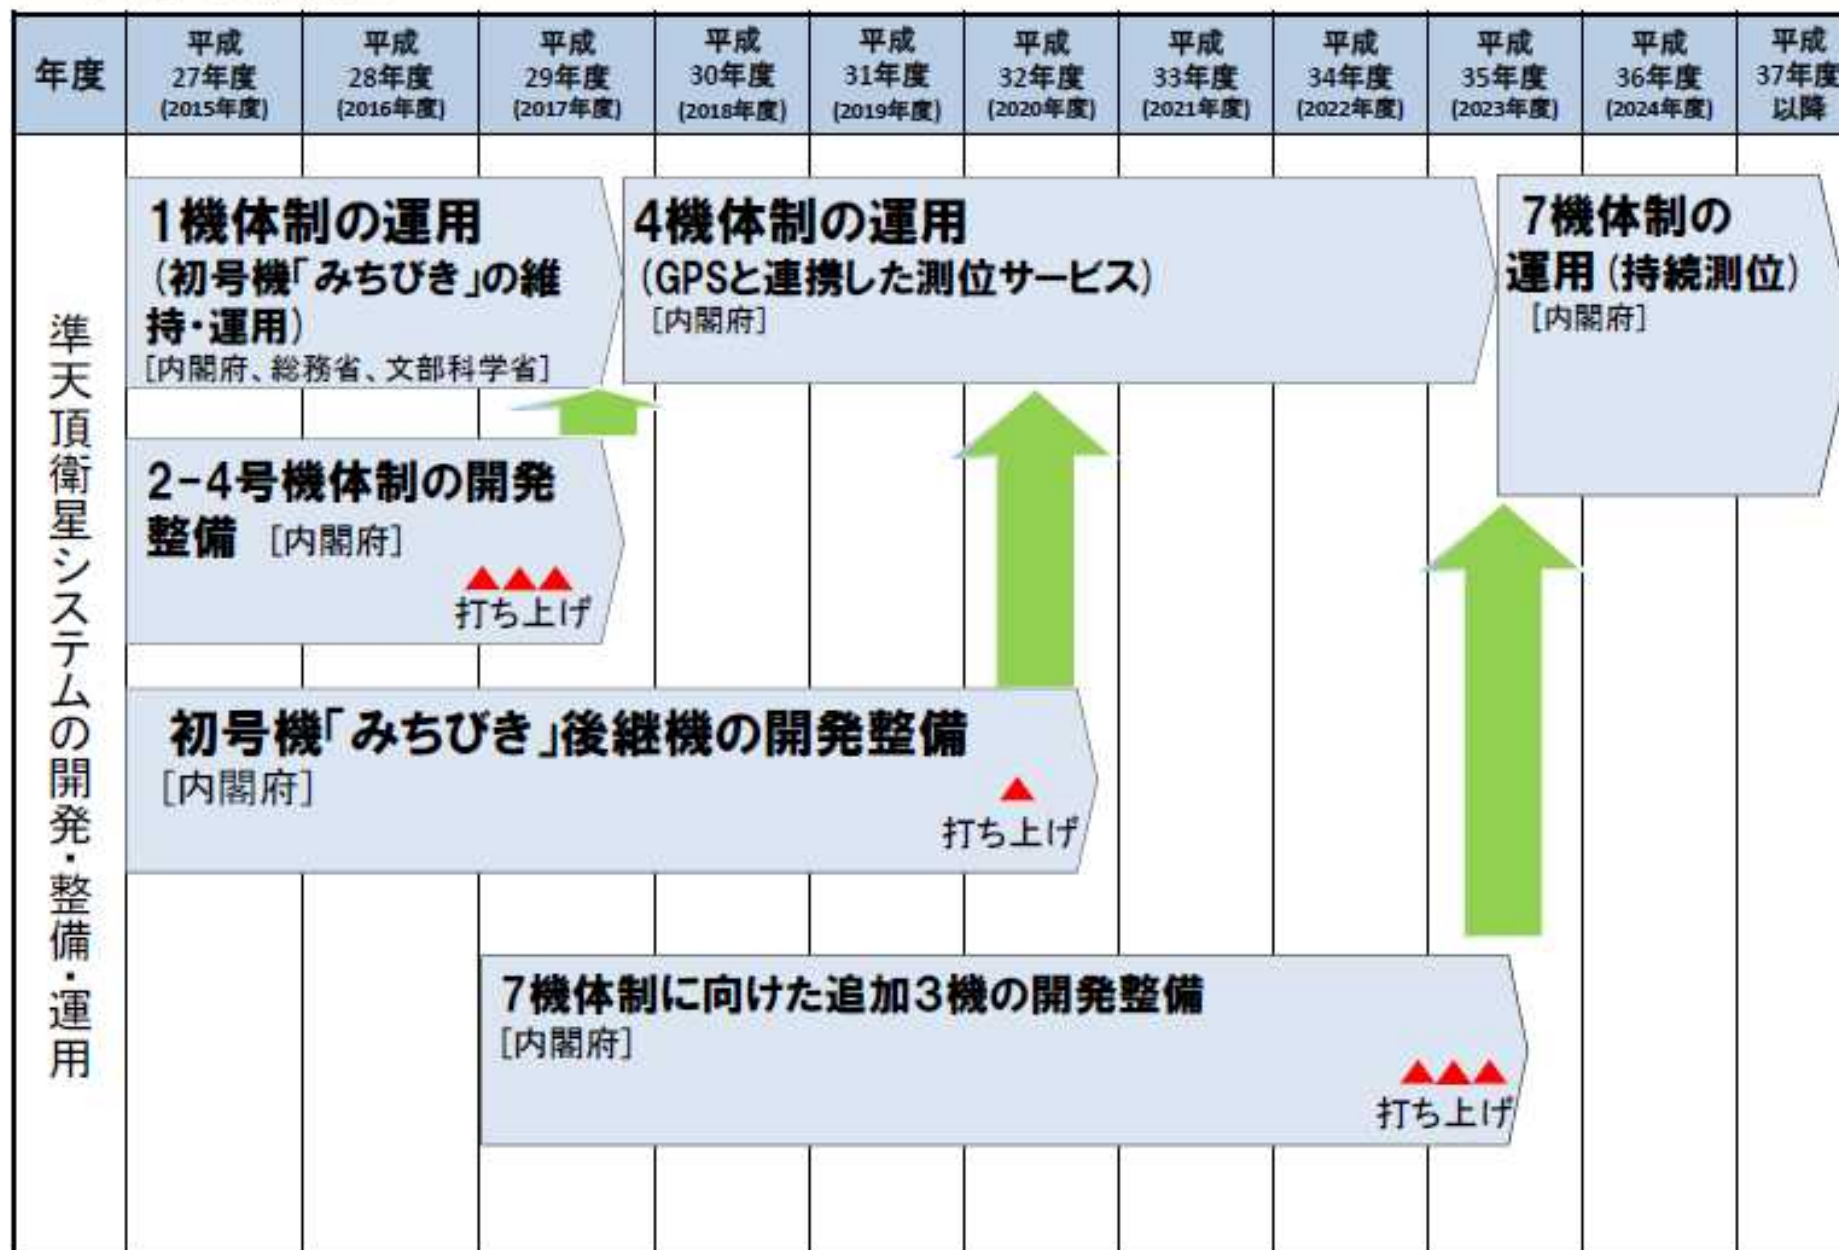 年度
平成
27年度
(2015年度)
平成
28年度
(2016年度)
平成
29年度
(2017年度)
平成
30年度
(2018年度)
平成
31年度
(2019年度)
平成
32年度
(2020年度)
平成
33年度
(2021年度)
平成
34年度
(2022年度)
平成
35年度
(2023年度)
平成
36年度
(2024年度)
平成
37年度
以降
準天頂衛星システムの開発・整備・運用
1機体制の運用
(初号機「みちびき」の維
持・運用)
[内閣府、総務省、文部科学省]
4機体制の運用
(GPSと連携した測位サービス)
[内閣府]
7機体制の
運用(持続測位)
[内閣府]
2-4号機体制の開発
整備 [内閣府]
打ち上げ
初号機「みちびき」後継機の開発整備
[内閣府]
打ち上げ
7機体制に向けた追加3機の開発整備
[内閣府]
打ち上げ